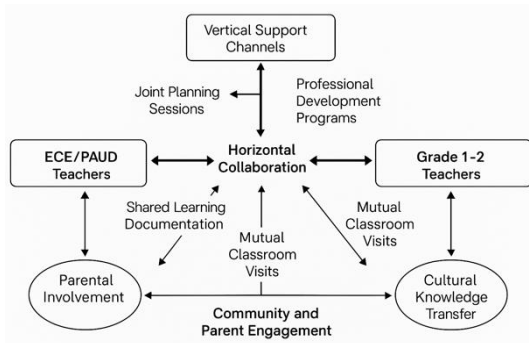 Vertical Support
Channels
Joint Planning
Sessions
Professional
Development
Programs
ECE/PAUD
Teachers
Horizontal
Collaboration
Grade 1-2
Teachers
Shared Learning
Documentation
Mutual
Classroom
Visits
Mutual
Classroom
Visits
Parental
Involvement
Cultural
Knowledge
Transfer
Community and
Parent Engagement